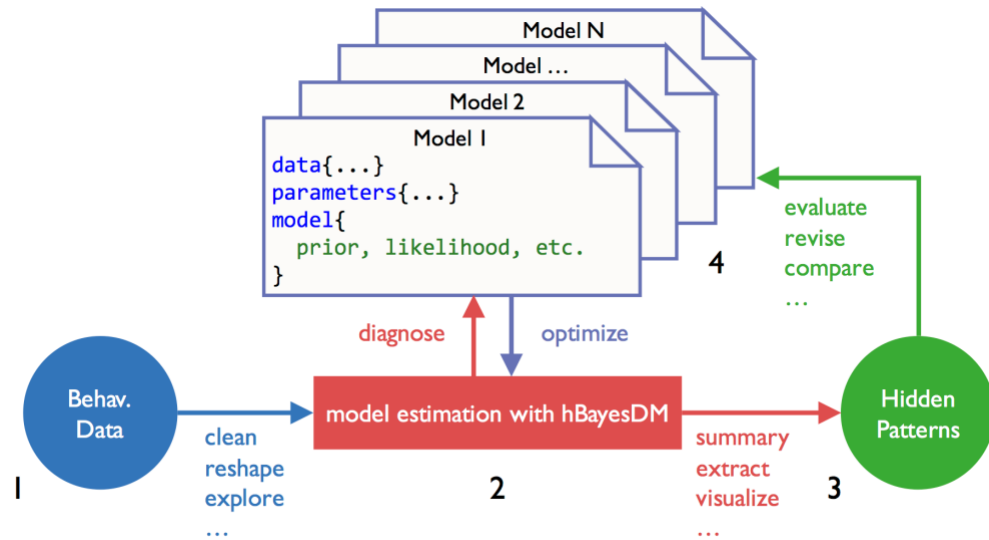 Model N
Model ...
Model 2
Model 1
data{...}
parameters{...}
model{
prior, likelihood, etc.
}
evaluate
revise
compare
...
4
diagnose
optimize
Behav.
Data
model estimation with hBayesDM
Hidden
Patterns
clean
reshape
explore
...
summary
extract
visualize
...
1
2
3